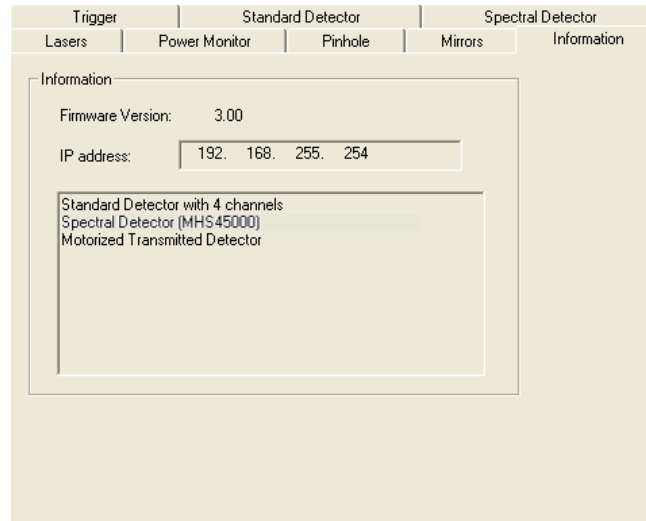 Trigger Standard Detector Spectral Detector
Lasers Power Monitor Pinhole Mirrors Information
Information
Firmware Version: 3.00
IP address: 192. 168. 255. 254
Standard Detector with 4 channels
Spectral Detector (MHS45000)
Motorized Transmitted Detector